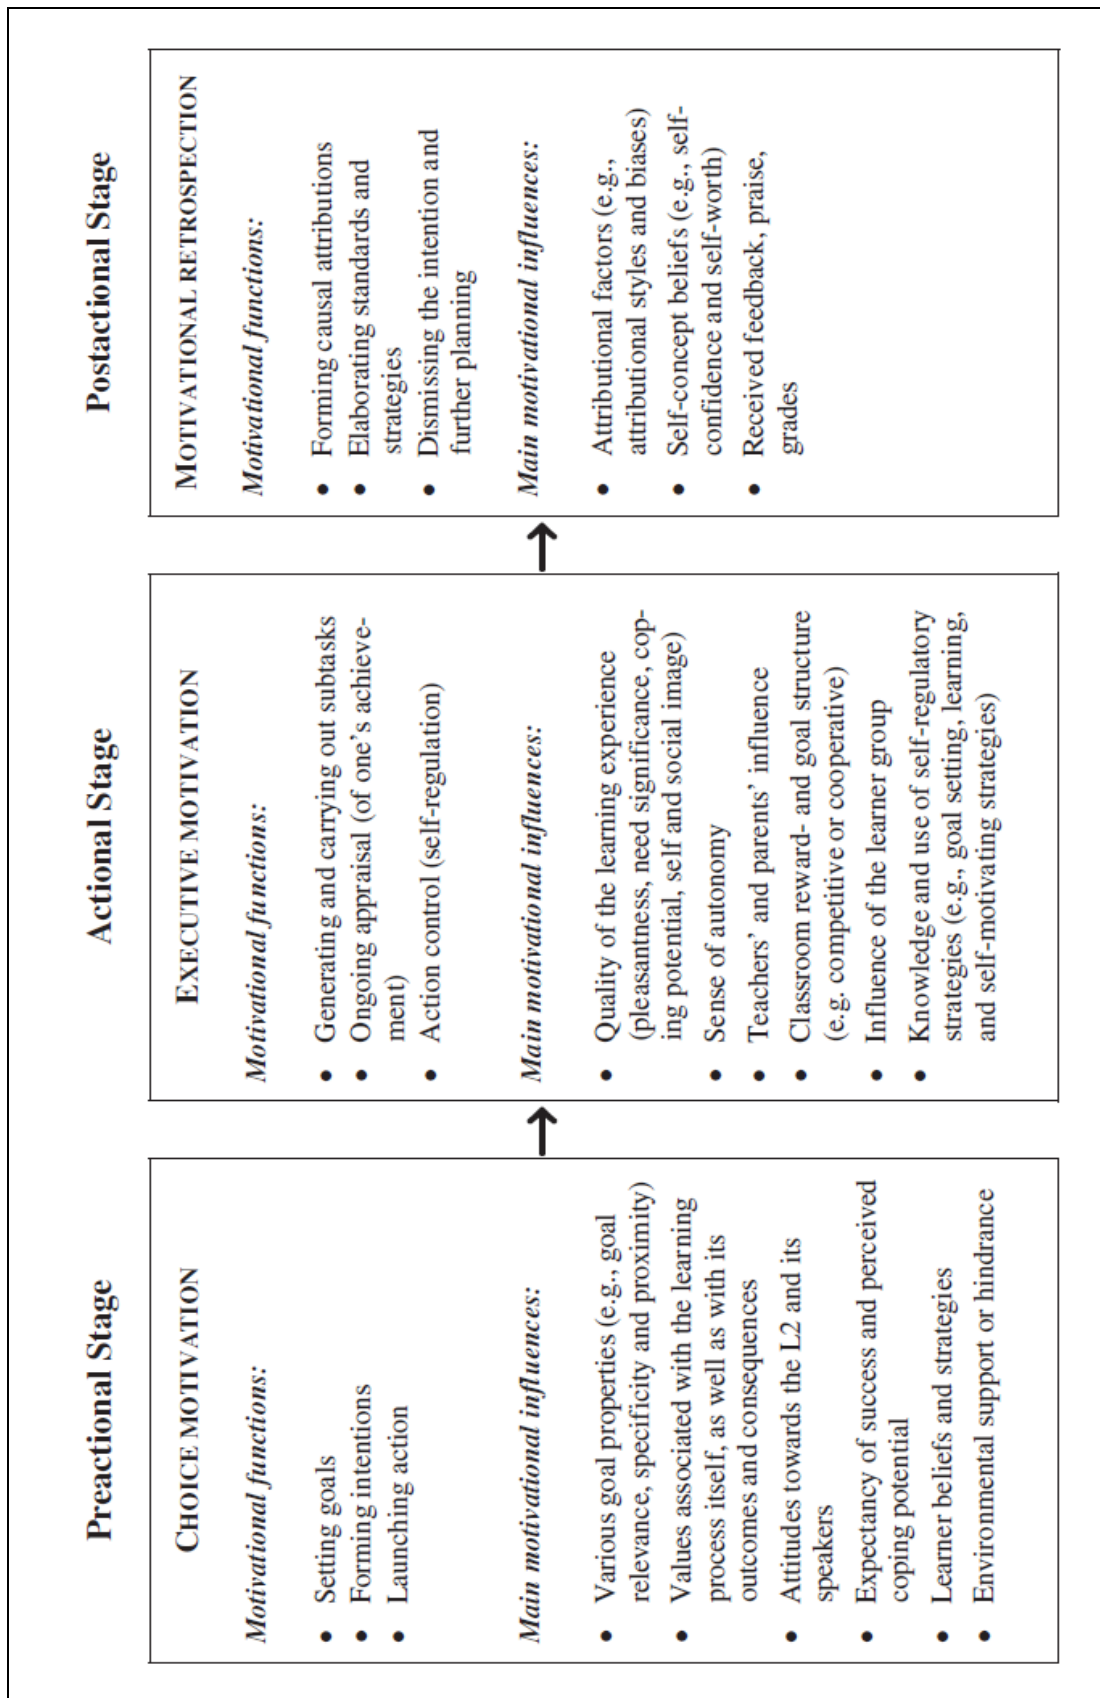 Preactional Stage
CHOICE MOTIVATION
Motivational functions:
• Setting goals
• Forming intentions
• Launching action
Main motivational influences:
• Various goal properties (e.g., goal
relevance, specificity and proximity)
• Values associated with the learning
process itself, as well as with its
outcomes and consequences
• Attitudes towards the L2 and its
speakers
• Expectancy of success and perceived
coping potential
• Learner beliefs and strategies
• Environmental support or hindrance
→
Actional Stage
EXECUTIVE MOTIVATION
Motivational functions:
• Generating and carrying out subtasks
• Ongoing appraisal (of one's achieve-
ment)
• Action control (self-regulation)
Main motivational influences:
• Quality of the learning experience
(pleasantness, need significance, cop-
ing potential, self and social image)
• Sense of autonomy
• Teachers' and parents' influence
• Classroom reward- and goal structure
(e.g. competitive or cooperative)
• Influence of the learner group
• Knowledge and use of self-regulatory
strategies (e.g., goal setting, learning,
and self-motivating strategies)
→
Postactional Stage
MOTIVATIONAL RETROSPECTION
Motivational functions:
• Forming causal attributions
• Elaborating standards and
strategies
• Dismissing the intention and
further planning
Main motivational influences:
• Attributional factors (e.g.,
attributional styles and biases)
• Self-concept beliefs (e.g., self-
confidence and self-worth)
• Received feedback, praise,
grades